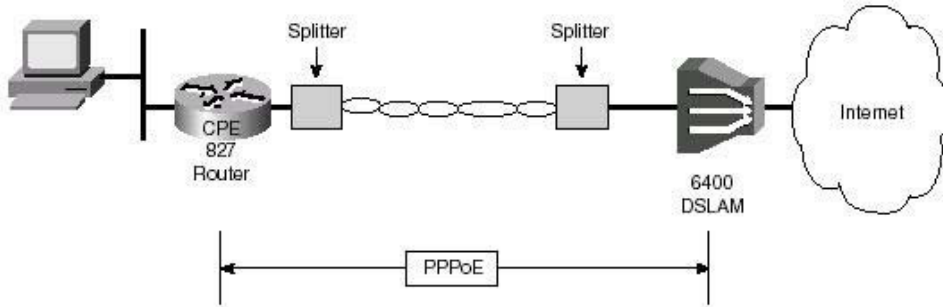 Splitter
Splitter
CPE
827
Router
Internet
6400
DSLAM
PPPoE